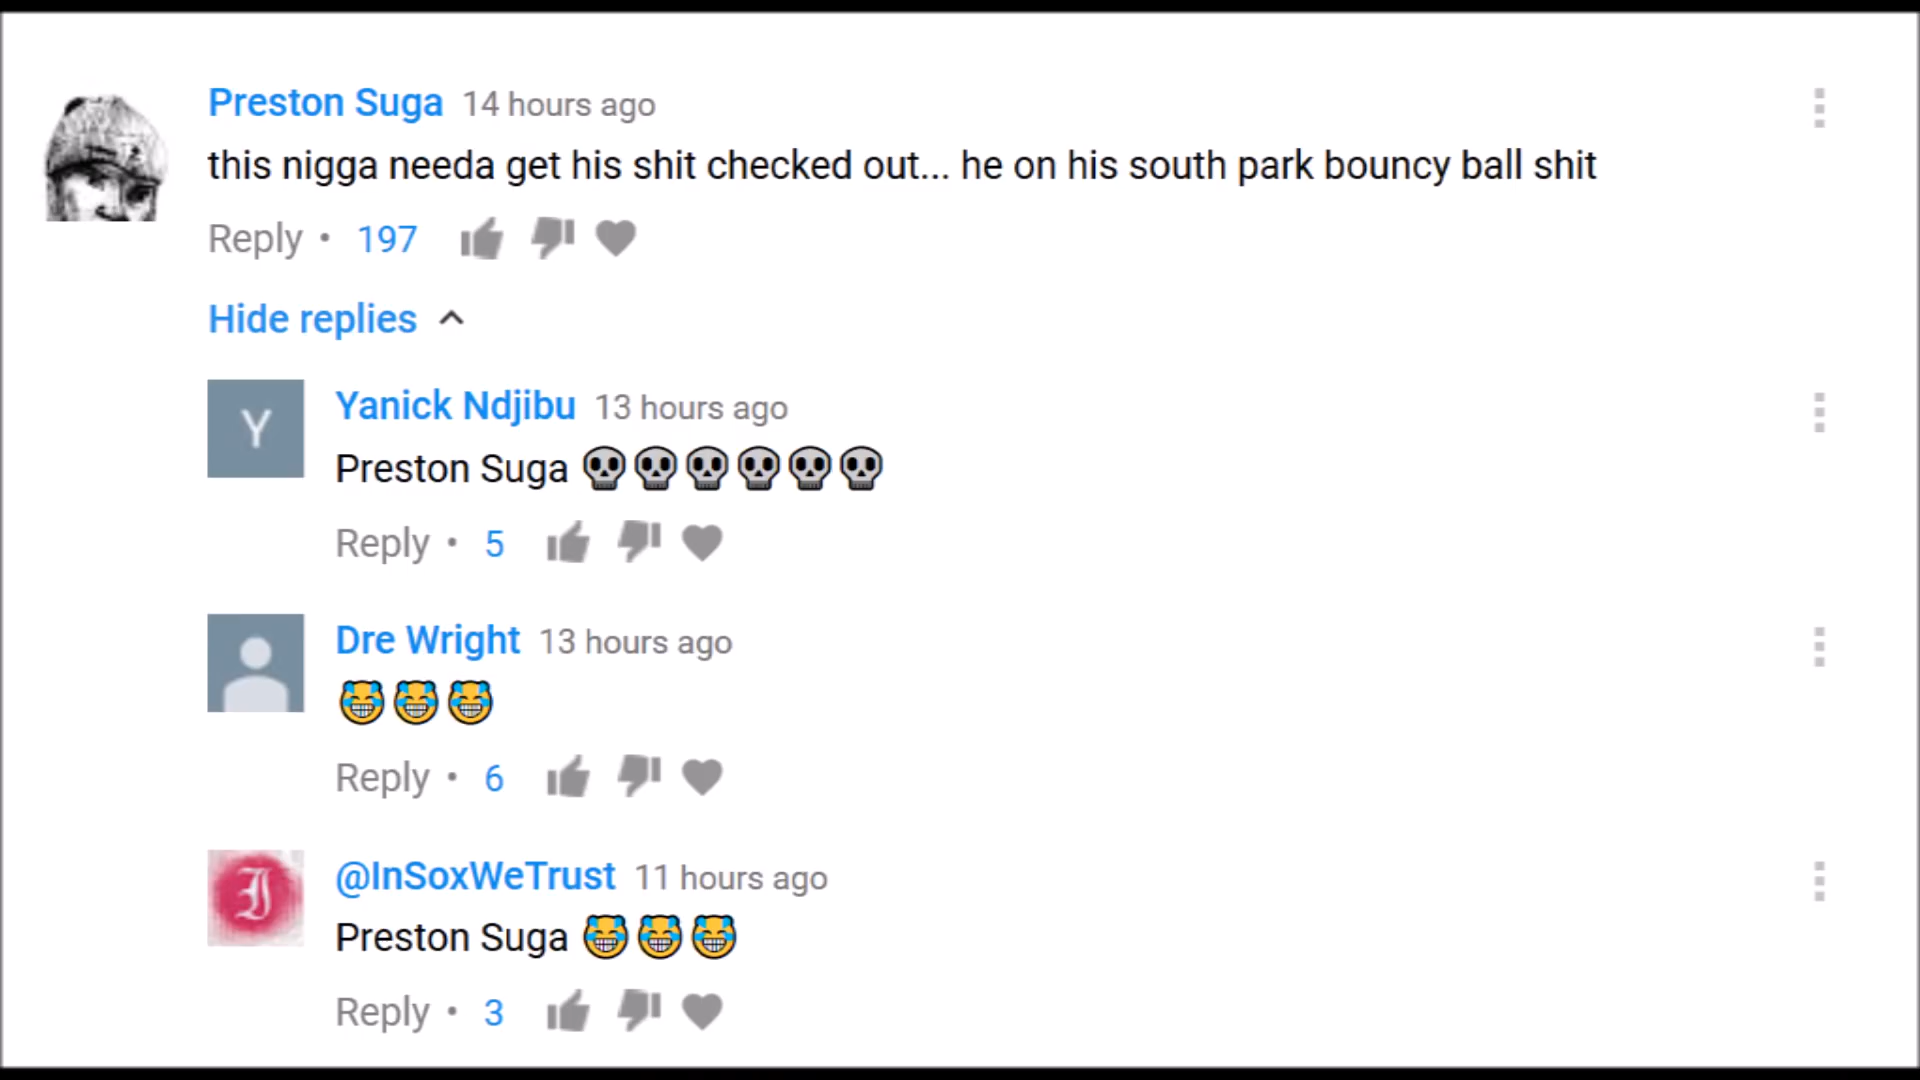 Preston Suga 14 hours ago
this nigga needa get his shit checked out... he on his south park bouncy ball shit
Reply • 197
Hide replies
Y
Yanick Ndjibu 13 hours ago
Preston Suga 💀💀💀💀💀💀
Reply • 5
Dre Wright 13 hours ago
😂😂😂
Reply • 6
J
@InSoxWeTrust 11 hours ago
Preston Suga 😂😂😂
Reply • 3